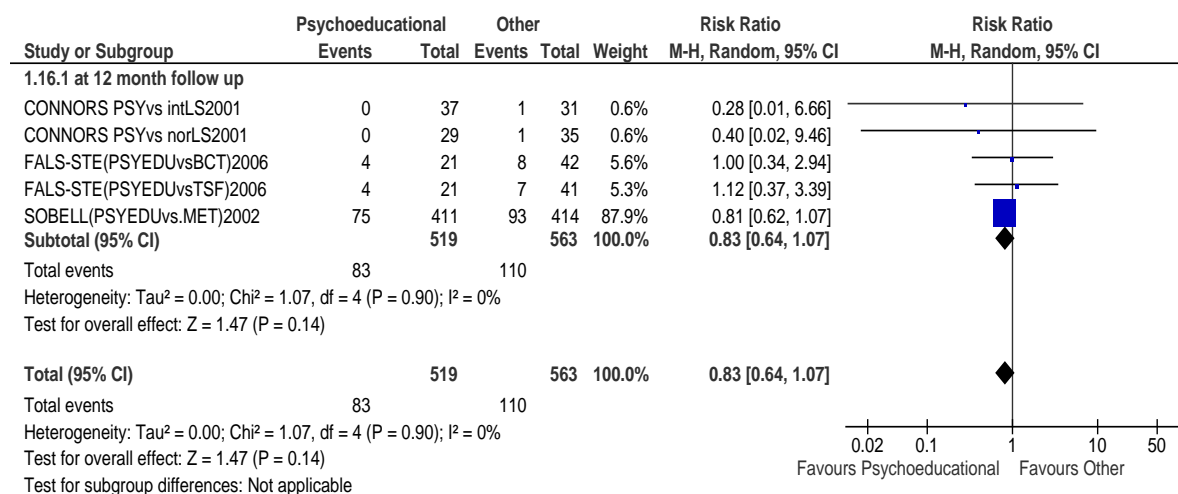 Psychoeducational Other Risk Ratio Risk Ratio
Study or Subgroup Events Total Events Total Weight M-H, Random, 95% CI M-H, Random, 95% CI
1.16.1 at 12 month follow up
CONNORS PSYvs intLS2001 0 37 1 31 0.6% 0.28 [0.01, 6.66]
CONNORS PSYvs norLS2001 0 29 1 35 0.6% 0.40 [0.02, 9.46]
FALS-STE(PSYEDUvsBCT)2006 4 21 8 42 5.6% 1.00 [0.34, 2.94]
FALS-STE(PSYEDUvsTSF)2006 4 21 7 41 5.3% 1.12 [0.37, 3.39]
SOBELL(PSYEDUvs.MET)2002 75 411 93 414 87.9% 0.81 [0.62, 1.07]
Subtotal (95% CI) 519 563 100.0% 0.83 [0.64, 1.07]
Total events 83 110
Heterogeneity: Tau² = 0.00; Chi² = 1.07, df = 4 (P = 0.90); I² = 0%
Test for overall effect: Z = 1.47 (P = 0.14)
Total (95% CI) 519 563 100.0% 0.83 [0.64, 1.07]
Total events 83 110
Heterogeneity: Tau² = 0.00; Chi² = 1.07, df = 4 (P = 0.90); I² = 0%
Test for overall effect: Z = 1.47 (P = 0.14)
Test for subgroup differences: Not applicable
0.02 0.1 1 10 50
Favours Psychoeducational Favours Other